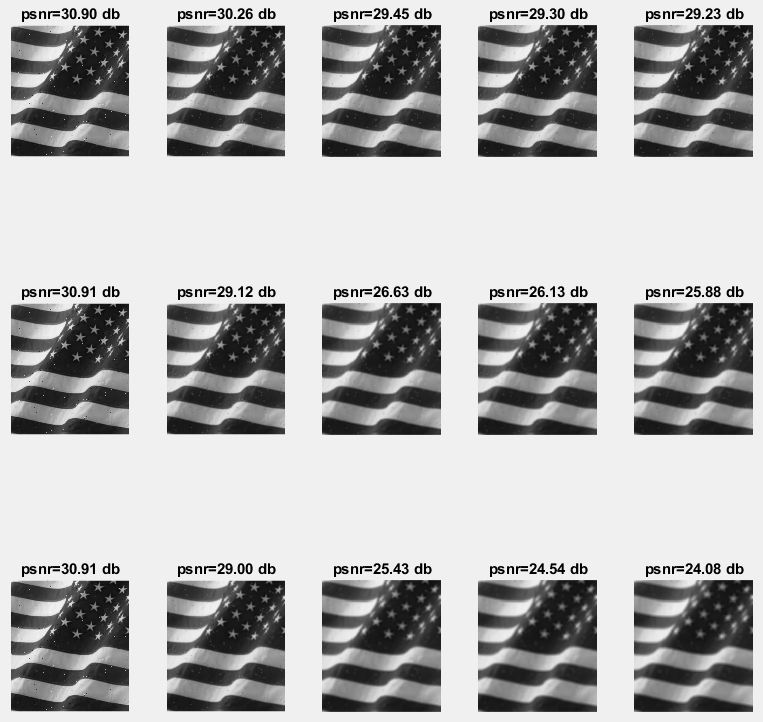 psnr=30.90 db psnr=30.26 db psnr=29.45 db psnr=29.30 db psnr=29.23 db
psnr=30.91 db psnr=29.12 db psnr=26.63 db psnr=26.13 db psnr=25.88 db
psnr=30.91 db psnr=29.00 db psnr=25.43 db psnr=24.54 db psnr=24.08 db